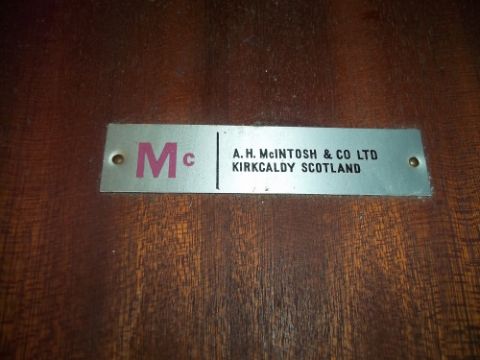 Mc
A.H. McINTOSH & CO LTD
KIRKCALDY SCOTLAND